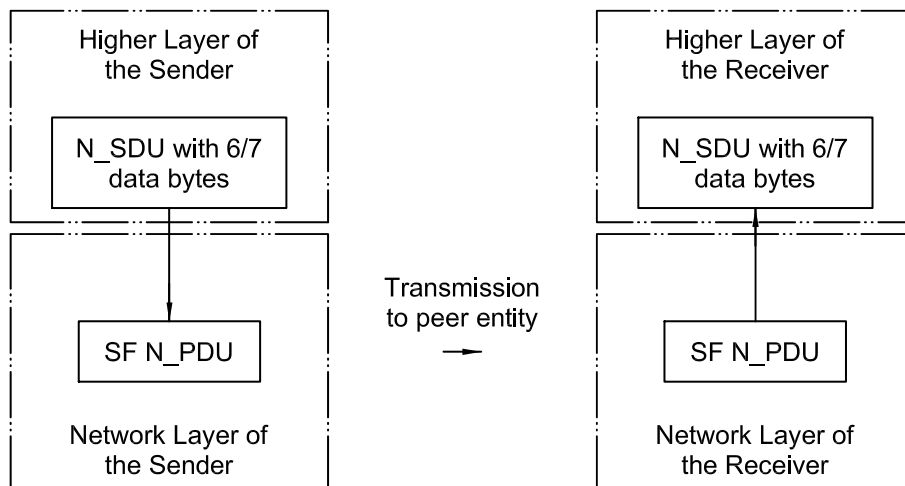 Higher Layer of
the Sender
N_SDU with 6/7
data bytes
SF N_PDU
Network Layer of
the Sender
Transmission
to peer entity
Higher Layer of
the Receiver
N_SDU with 6/7
data bytes
SF N_PDU
Network Layer of
the Receiver